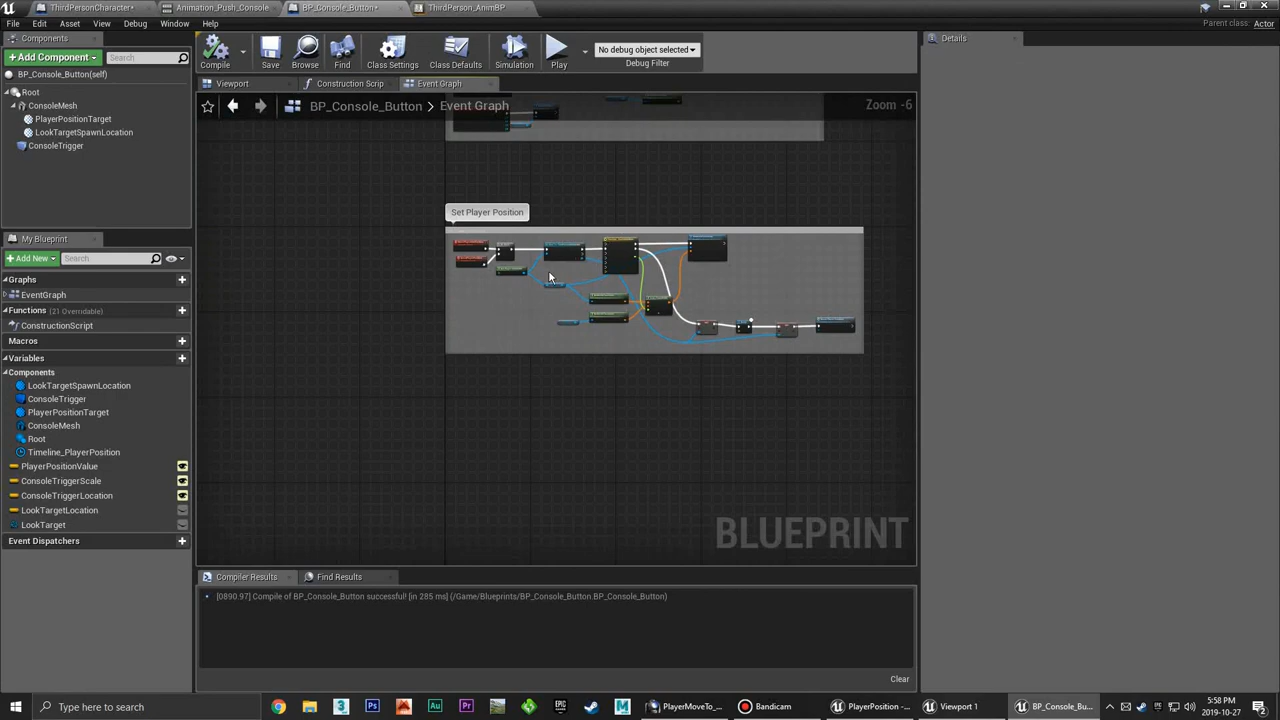 ThirdPersonCharacter*
Animation_Push_Console
BP_Console_Button*
ThirdPerson_AnimBP
File
Edit
Asset
View
Debug
Window
Help
Parent class: Actor
Components
+Add Component
Search
BP_Console_Button(self)
Root
ConsoleMesh
PlayerPositionTarget
LookTargetSpawnLocation
ConsoleTrigger
My Blueprint
+ Add New
Search
Graphs
EventGraph
Functions (21 Overridable)
ConstructionScript
Macros
Variables
Components
LookTargetSpawnLocation
ConsoleTrigger
PlayerPositionTarget
ConsoleMesh
Root
Timeline_PlayerPosition
PlayerPositionValue
ConsoleTriggerScale
ConsoleTriggerLocation
LookTargetLocation
LookTarget
Event Dispatchers
Compile
Save
Browse
Find
Class Settings
Class Defaults
Simulation
Play
No debug object selected
Debug Filter
Viewport
Construction Scrip
Event Graph
BP_Console_Button > Event Graph
Zoom -6
Set Player Position
BLUEPRINT
Compiler Results
Find Results
[0890.97] Compile of BP_Console_Button successful! [in 285 ms] (/Game/Blueprints/BP_Console_Button.BP_Console_Button)
Clear
Details
Type here to search
PlayerMoveTo_...
Bandicam
PlayerPosition -...
Viewport 1
BP_Console_Bu...
5:58 PM
2019-10-27